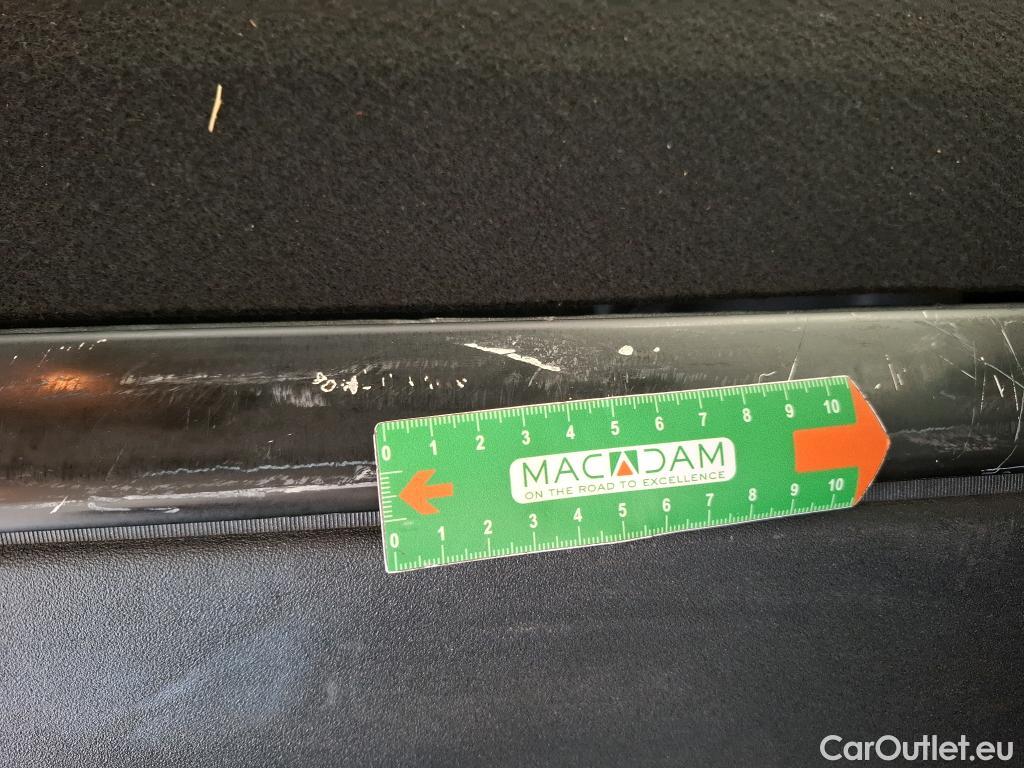 0 1 2 3 4 5 6 7 8 9 10
MACADAM
ON THE ROAD TO EXCELLENCE
0 1 2 3 4 5 6 7 8 9 10
CarOutlet.eu